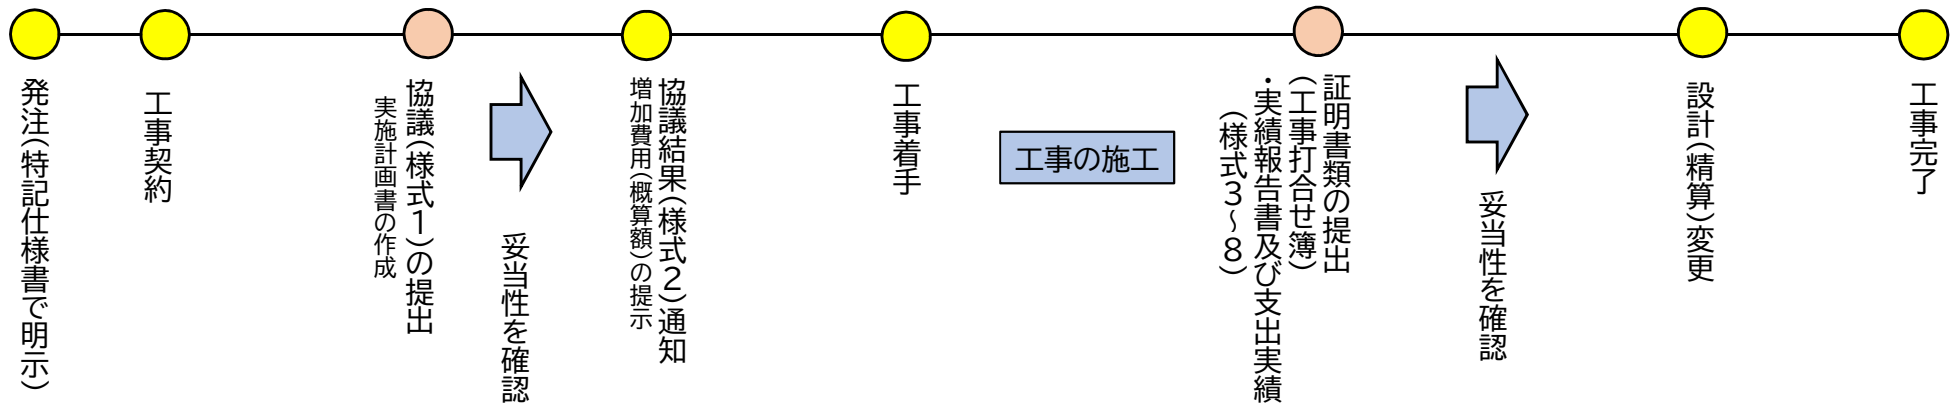 発注(特記仕様書で明示)
工事契約
協議(様式1)の提出
実施計画書の作成
妥当性を確認
協議結果(様式2)通知
増加費用(概算額)の提示
工事着手
工事の施工
証明書類の提出
(工事打合せ簿)
・実績報告書及び支出実績
(様式3~8)
妥当性を確認
設計(精算)変更
工事完了